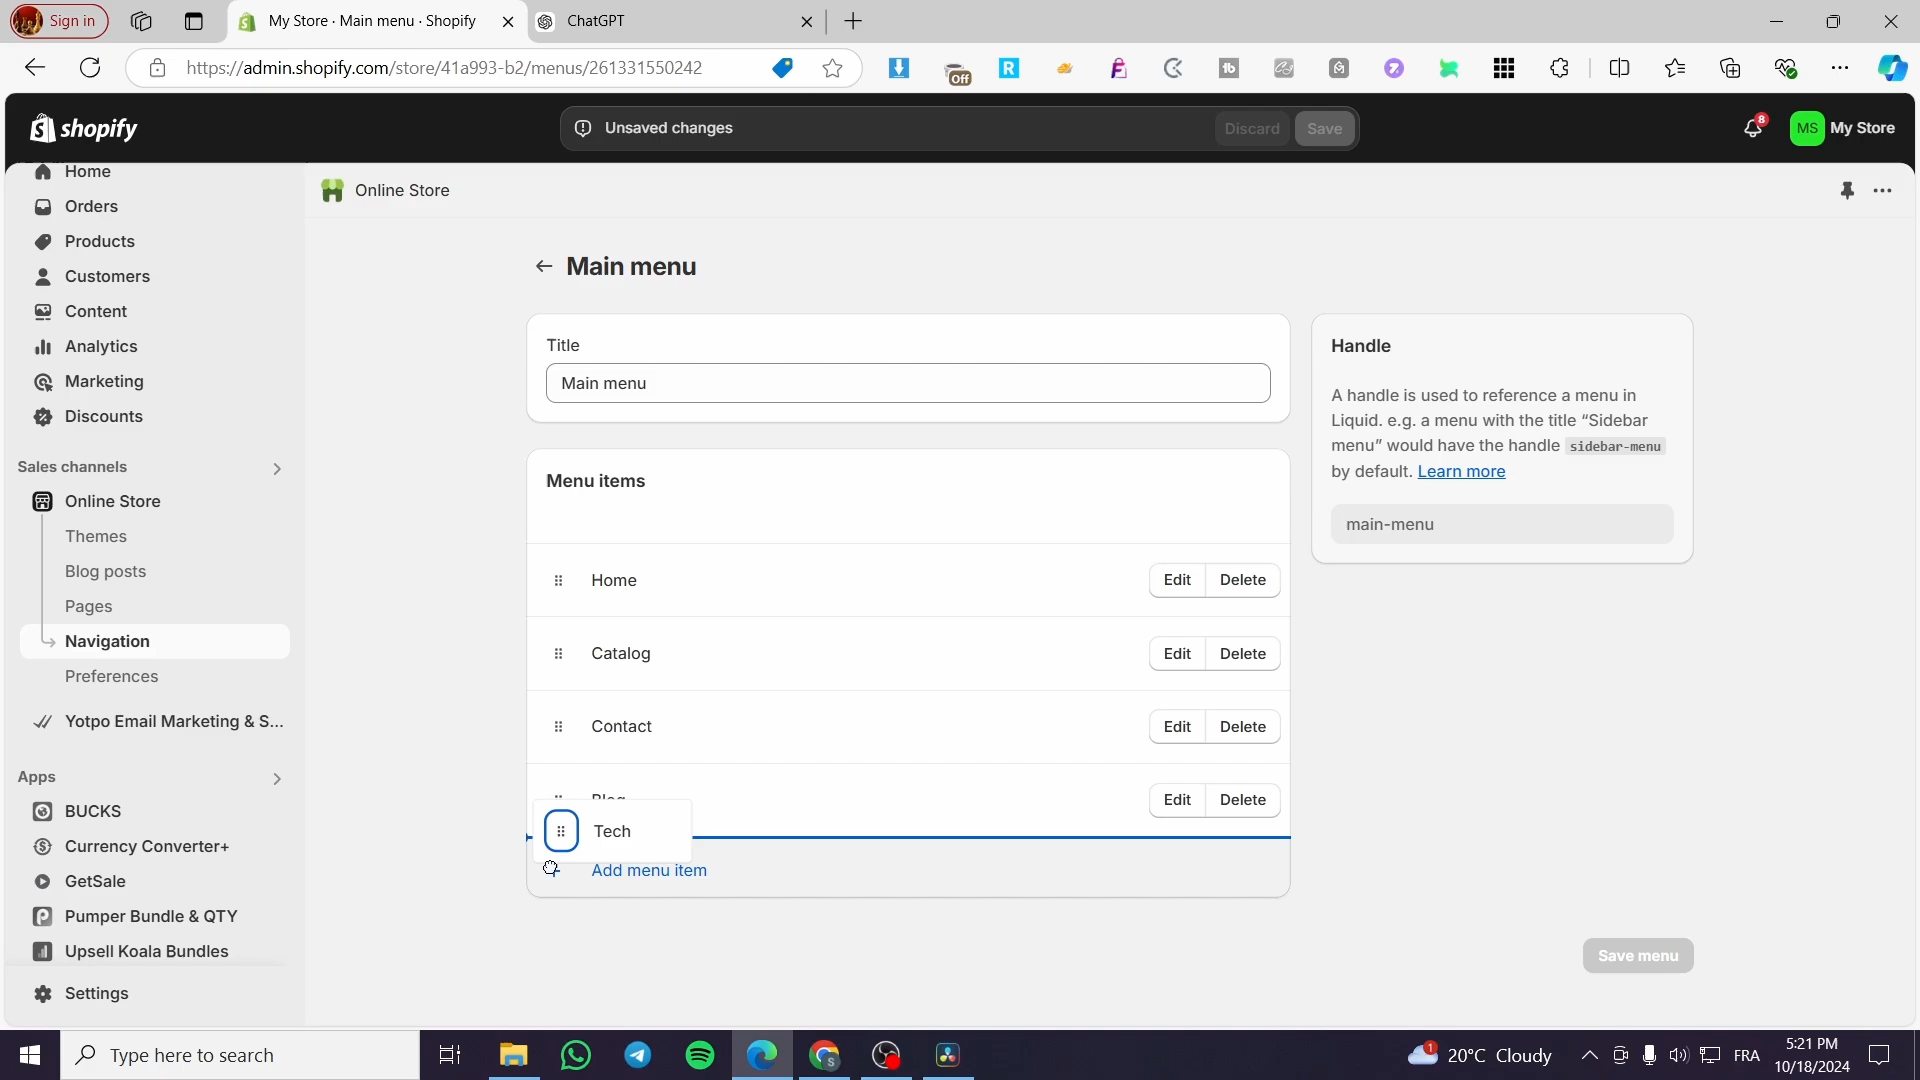 Sign in
My Store · Main menu · Shopify
ChatGPT
https://admin.shopify.com/store/41a993-b2/menus/261331550242
Off
shopify
Unsaved changes
Discard
Save
8
MS
My Store
Home
Orders
Products
Customers
Content
Analytics
Marketing
Discounts
Sales channels
Online Store
Themes
Blog posts
Pages
Navigation
Preferences
Yotpo Email Marketing & S...
Apps
BUCKS
Currency Converter+
GetSale
Pumper Bundle & QTY
Upsell Koala Bundles
Settings
Online Store
Main menu
Title
Main menu
Menu items
Home
Edit
Delete
Catalog
Edit
Delete
Contact
Edit
Delete
Blog
Edit
Delete
Tech
Add menu item
Handle
A handle is used to reference a menu in
Liquid. e.g. a menu with the title “Sidebar
menu” would have the handle sidebar-menu
by default. Learn more
main-menu
Save menu
Type here to search
1
20°C Cloudy
FRA
5:21 PM
10/18/2024